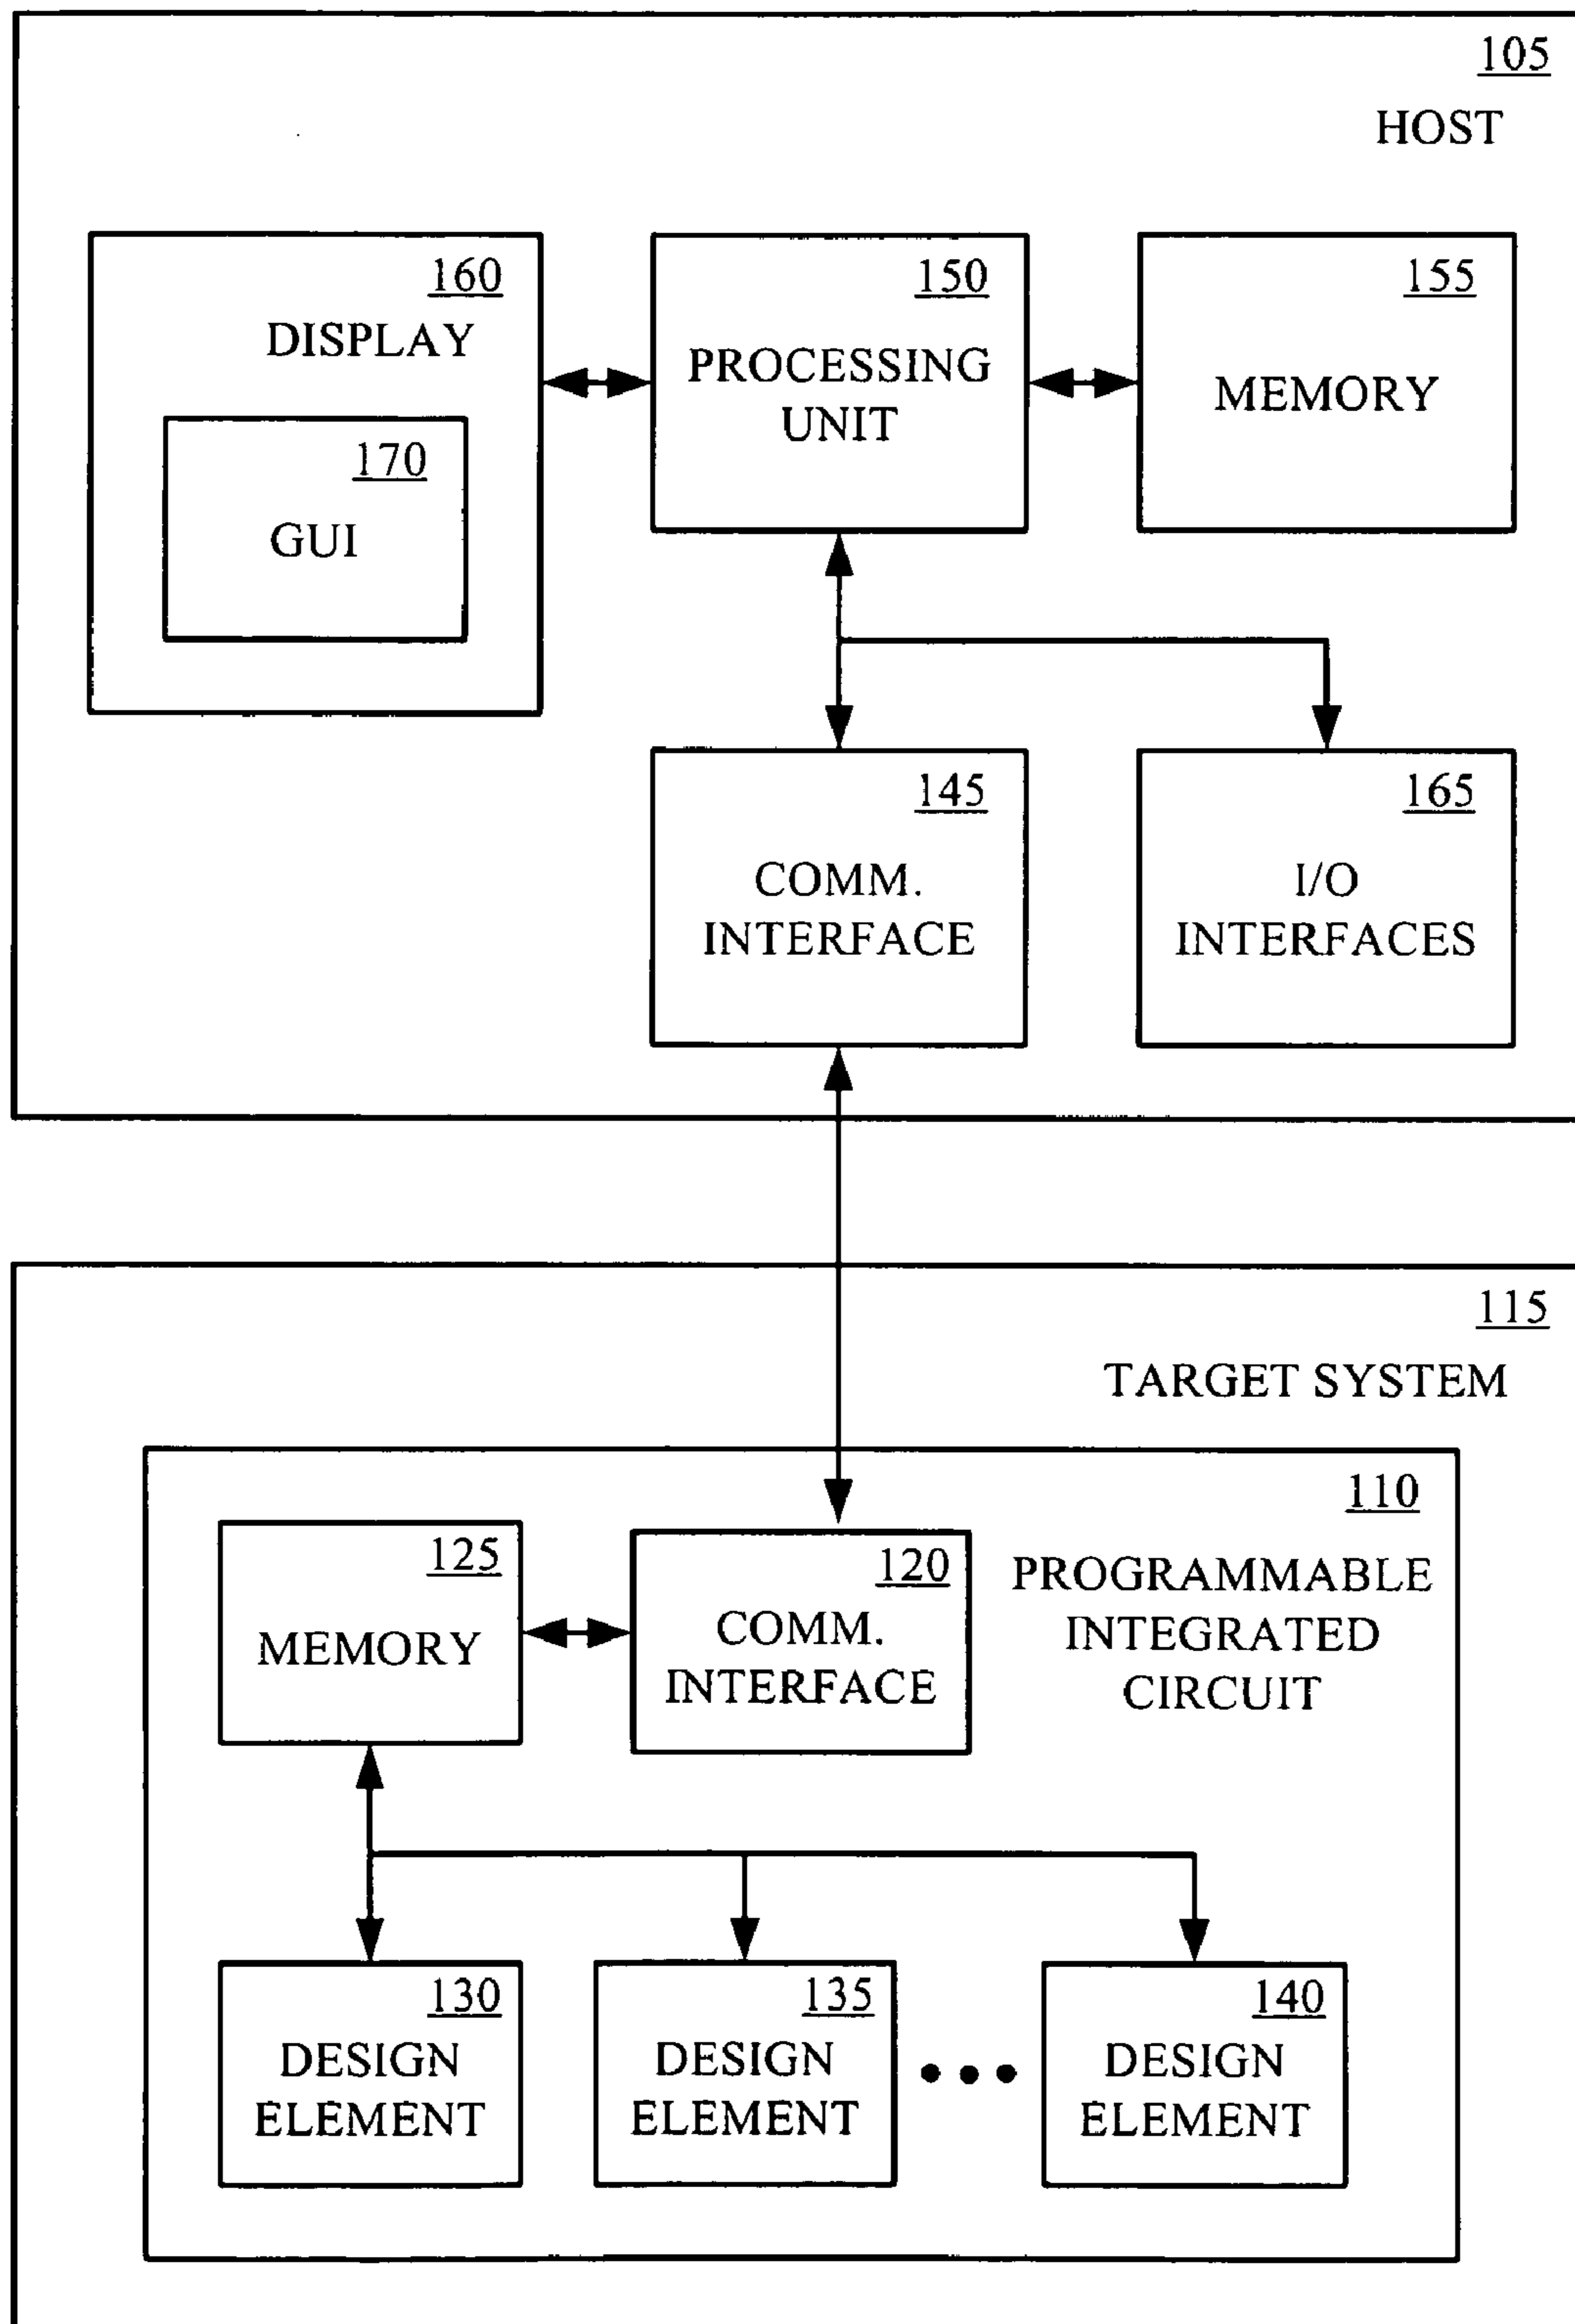 105
HOST
160
DISPLAY
170
GUI
150
PROCESSING
UNIT
155
MEMORY
145
COMM.
INTERFACE
165
I/O
INTERFACES
115
TARGET SYSTEM
110
PROGRAMMABLE
INTEGRATED
CIRCUIT
125
MEMORY
120
COMM.
INTERFACE
130
DESIGN
ELEMENT
135
DESIGN
ELEMENT
140
DESIGN
ELEMENT